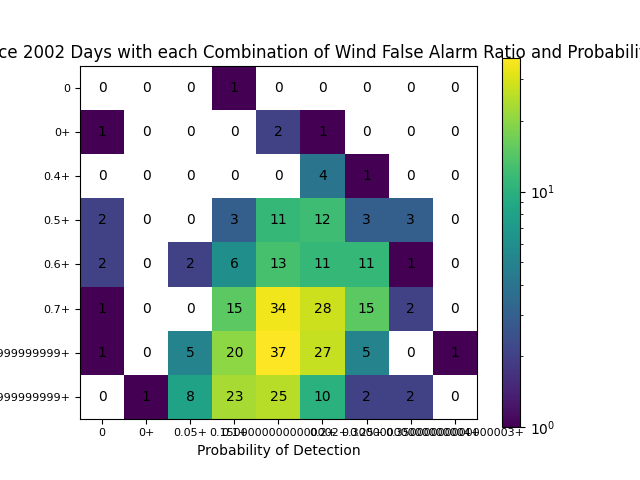 ce 2002 Days with each Combination of Wind False Alarm Ratio and Probabili
0 0 0 0 1 0 0 0 0 0
0+ 1 0 0 0 2 1 0 0 0
0.4+ 0 0 0 0 0 4 1 0 0
0.5+ 2 0 0 3 11 12 3 3 0
0.6+ 2 0 2 6 13 11 11 1 0
0.7+ 1 0 0 15 34 28 15 2 0
999999999+ 1 0 5 20 37 27 5 0 1
99999999+ 0 1 8 23 25 10 2 2 0
0 0+ 0.05+
Probability of Detection
10¹
10⁰